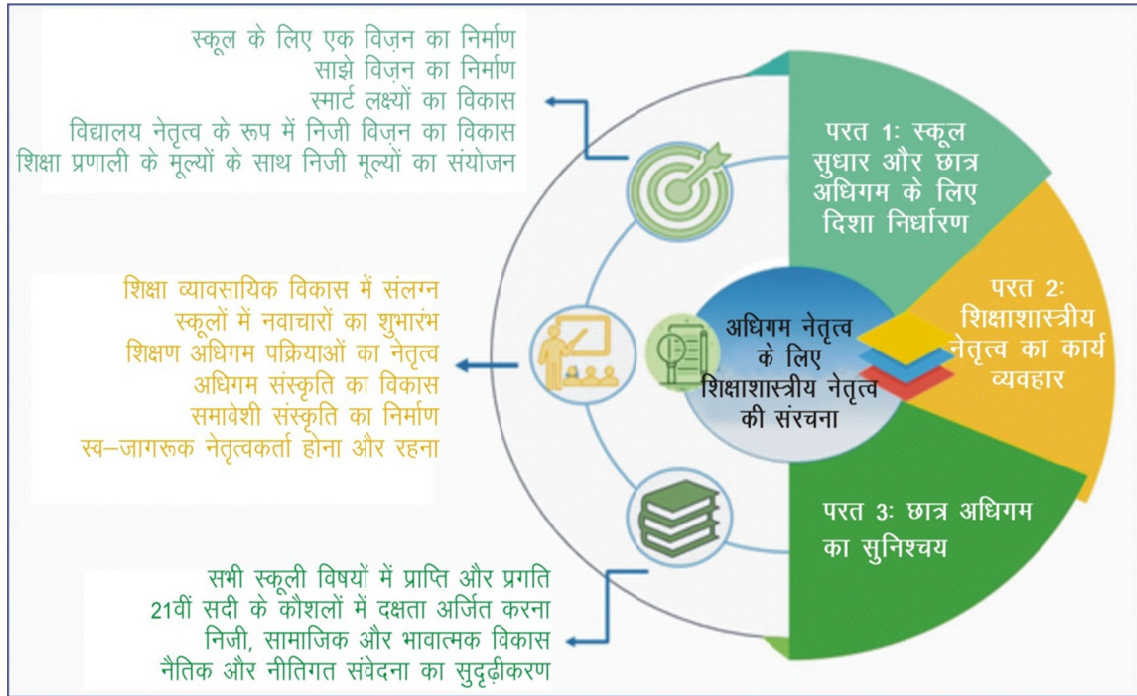 स्कूल के लिए एक विज़न का निर्माण
साझे विज़न का निर्माण
स्मार्ट लक्ष्यों का विकास
विद्यालय नेतृत्व के रूप में निजी विज़न का विकास
शिक्षा प्रणाली के मूल्यों के साथ निजी मूल्यों का संयोजन
परत 1: स्कूल
सुधार और छात्र
अधिगम के लिए
दिशा निर्धारण
शिक्षा व्यावसायिक विकास में संलग्न
स्कूलों में नवाचारों का शुभारंभ
शिक्षण अधिगम पक्रियाओं का नेतृत्व
अधिगम संस्कृति का विकास
समावेशी संस्कृति का निर्माण
स्व–जागरूक नेतृत्वकर्ता होना और रहना
अधिगम नेतृत्व
के लिए
शिक्षाशास्त्रीय नेतृत्व
की संरचना
परत 2:
शिक्षाशास्त्रीय
नेतृत्व का कार्य
व्यवहार
परत 3: छात्र अधिगम
का सुनिश्चय
सभी स्कूली विषयों में प्राप्ति और प्रगति
21वीं सदी के कौशलों में दक्षता अर्जित करना
निजी, सामाजिक और भावात्मक विकास
नैतिक और नीतिगत संवेदना का सुदृढ़ीकरण